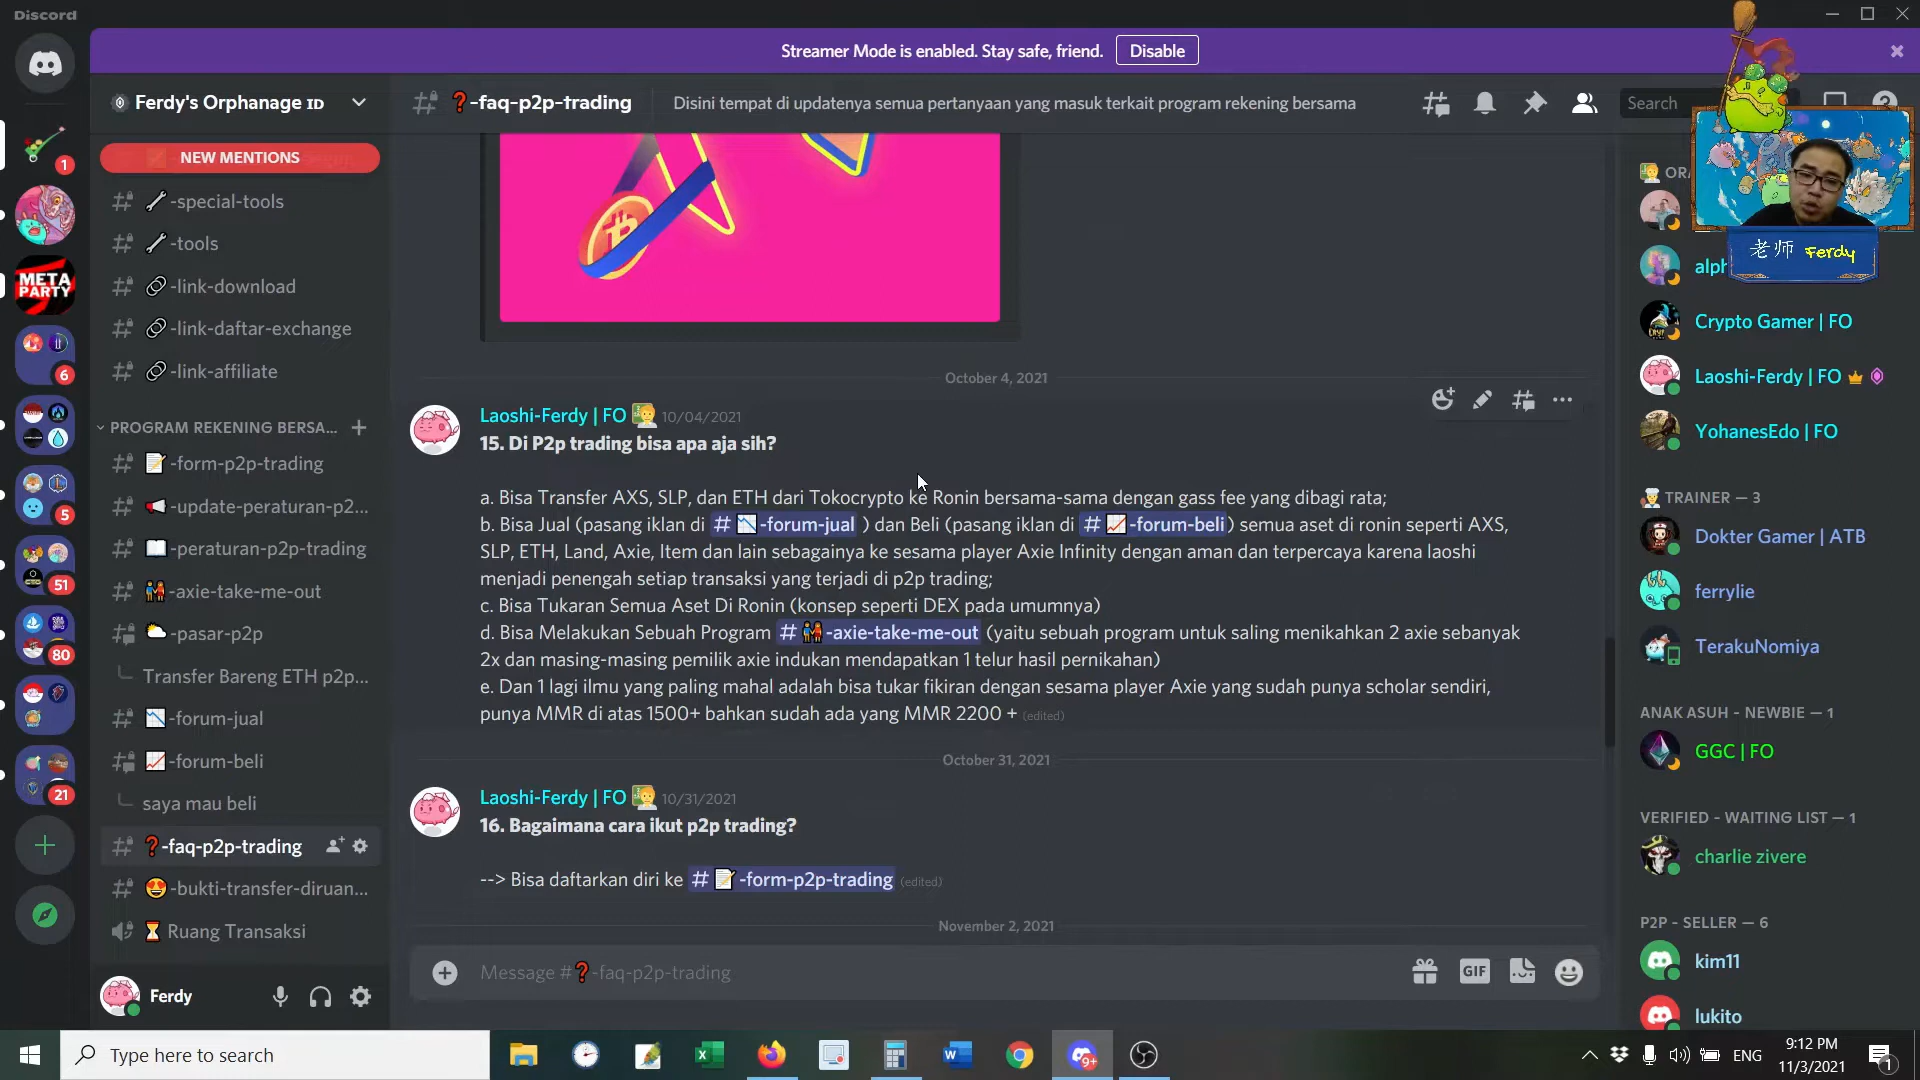 Discord
Streamer Mode is enabled. Stay safe, friend.
Disable
Ferdy's Orphanage ID
❓-faq-p2p-trading
Disini tempat di updatenya semua pertanyaan yang masuk terkait program rekening bersama
Search
NEW MENTIONS
-special-tools
-tools
-link-download
-link-daftar-exchange
-link-affiliate
PROGRAM REKENING BERSA...
-form-p2p-trading
-update-peraturan-p2...
-peraturan-p2p-trading
-axie-take-me-out
-pasar-p2p
Transfer Bareng ETH p2p...
-forum-jual
-forum-beli
saya mau beli
❓-faq-p2p-trading
-bukti-transfer-diruan...
Ruang Transaksi
Ferdy
1
META
PARTY
6
5
51
80
21
October 4, 2021
Laoshi-Ferdy | FO 10/04/2021
15. Di P2p trading bisa apa aja sih?
a. Bisa Transfer AXS, SLP, dan ETH dari Tokocrypto ke Ronin bersama-sama dengan gass fee yang dibagi rata;
b. Bisa Jual (pasang iklan di # 📉-forum-jual ) dan Beli (pasang iklan di # 📈-forum-beli) semua aset di ronin seperti AXS,
SLP, ETH, Land, Axie, Item dan lain sebagainya ke sesama player Axie Infinity dengan aman dan terpercaya karena laoshi
menjadi penengah setiap transaksi yang terjadi di p2p trading;
c. Bisa Tukaran Semua Aset Di Ronin (konsep seperti DEX pada umumnya)
d. Bisa Melakukan Sebuah Program # 👫-axie-take-me-out (yaitu sebuah program untuk saling menikahkan 2 axie sebanyak
2x dan masing-masing pemilik axie indukan mendapatkan 1 telur hasil pernikahan)
e. Dan 1 lagi ilmu yang paling mahal adalah bisa tukar fikiran dengan sesama player Axie yang sudah punya scholar sendiri,
punya MMR di atas 1500+ bahkan sudah ada yang MMR 2200 + (edited)
October 31, 2021
Laoshi-Ferdy | FO 10/31/2021
16. Bagaimana cara ikut p2p trading?
--> Bisa daftarkan diri ke # 📝-form-p2p-trading (edited)
November 2, 2021
Message #❓-faq-p2p-trading
GIF
老师 Ferdy
Crypto Gamer | FO
Laoshi-Ferdy | FO
YohanesEdo | FO
TRAINER — 3
Dokter Gamer | ATB
ferrylie
TerakuNomiya
ANAK ASUH - NEWBIE — 1
GGC | FO
VERIFIED - WAITING LIST — 1
charlie zivere
P2P - SELLER — 6
kim11
lukito
Type here to search
9+
ENG
9:12 PM
11/3/2021
1